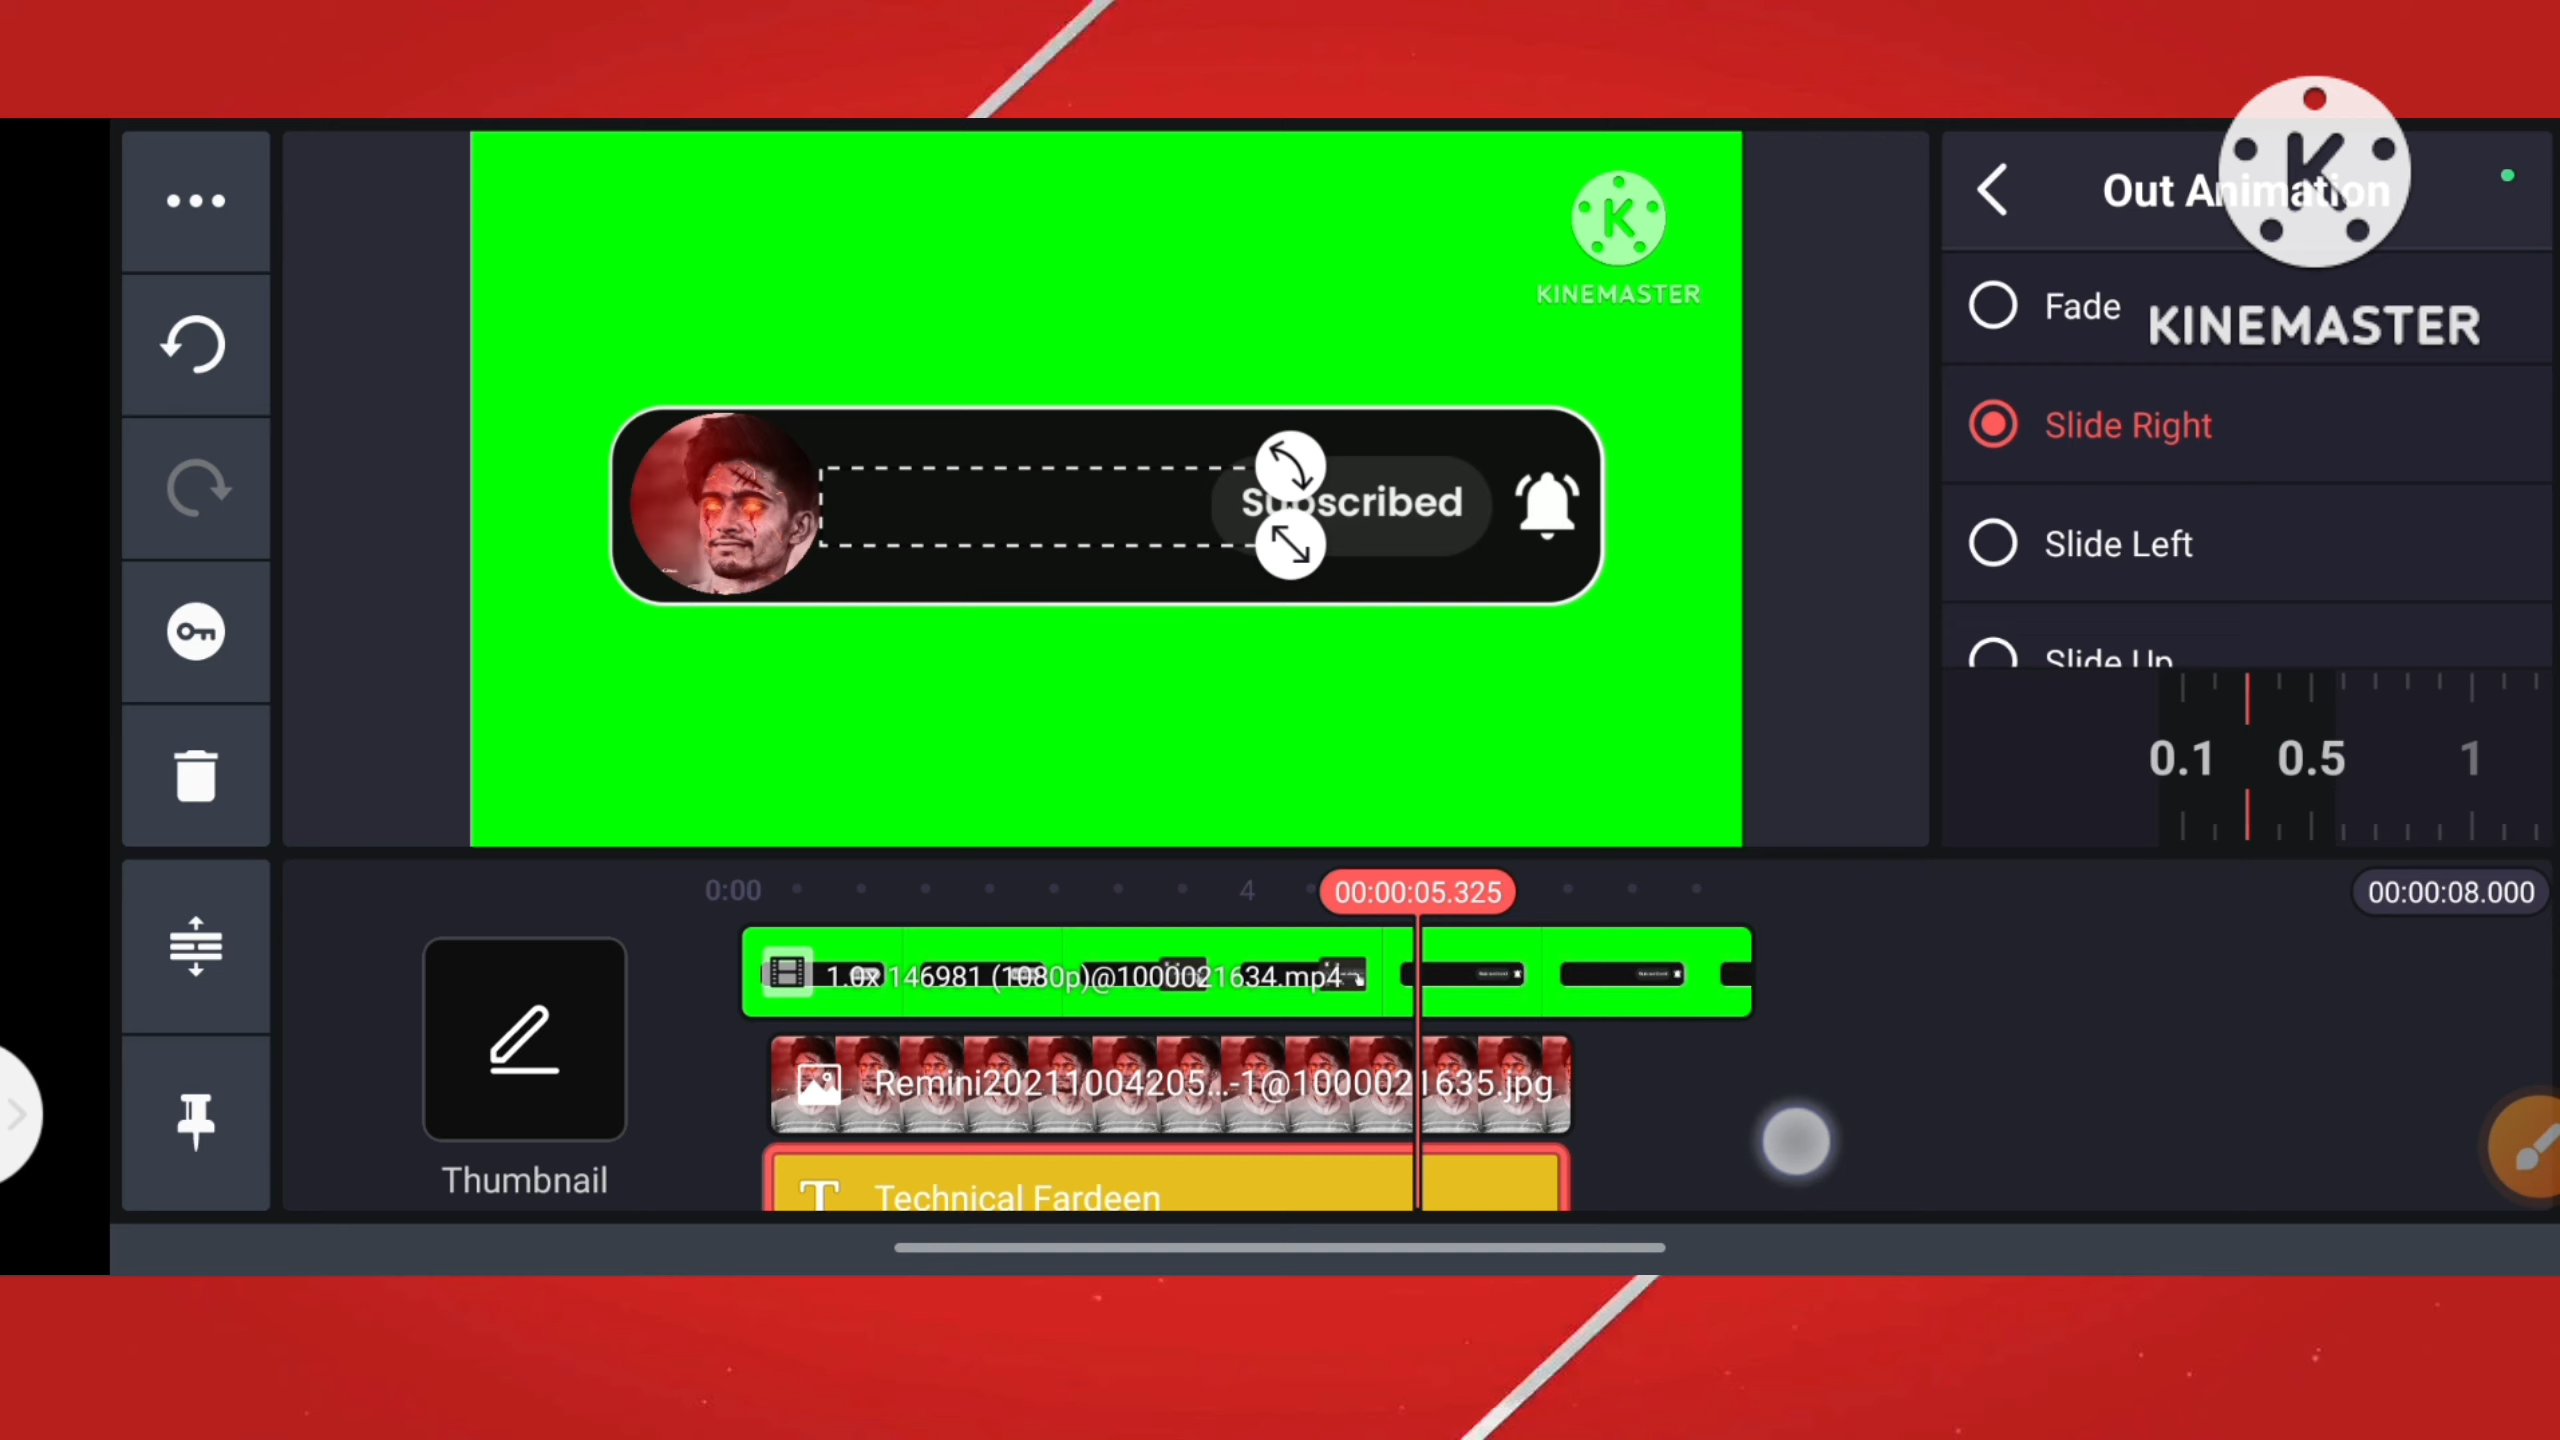 K
KINEMASTER
Subscribed
Out Animation
K
KINEMASTER
Fade
Slide Right
Slide Left
Slide Up
0.1 0.5 1
0:00 4 00:00:05.325 00:00:08.000
1.0x 146981 (1080p)@1000021634.mp4
Remini20211004205...-1@1000021635.jpg
T Technical Fardeen
Thumbnail